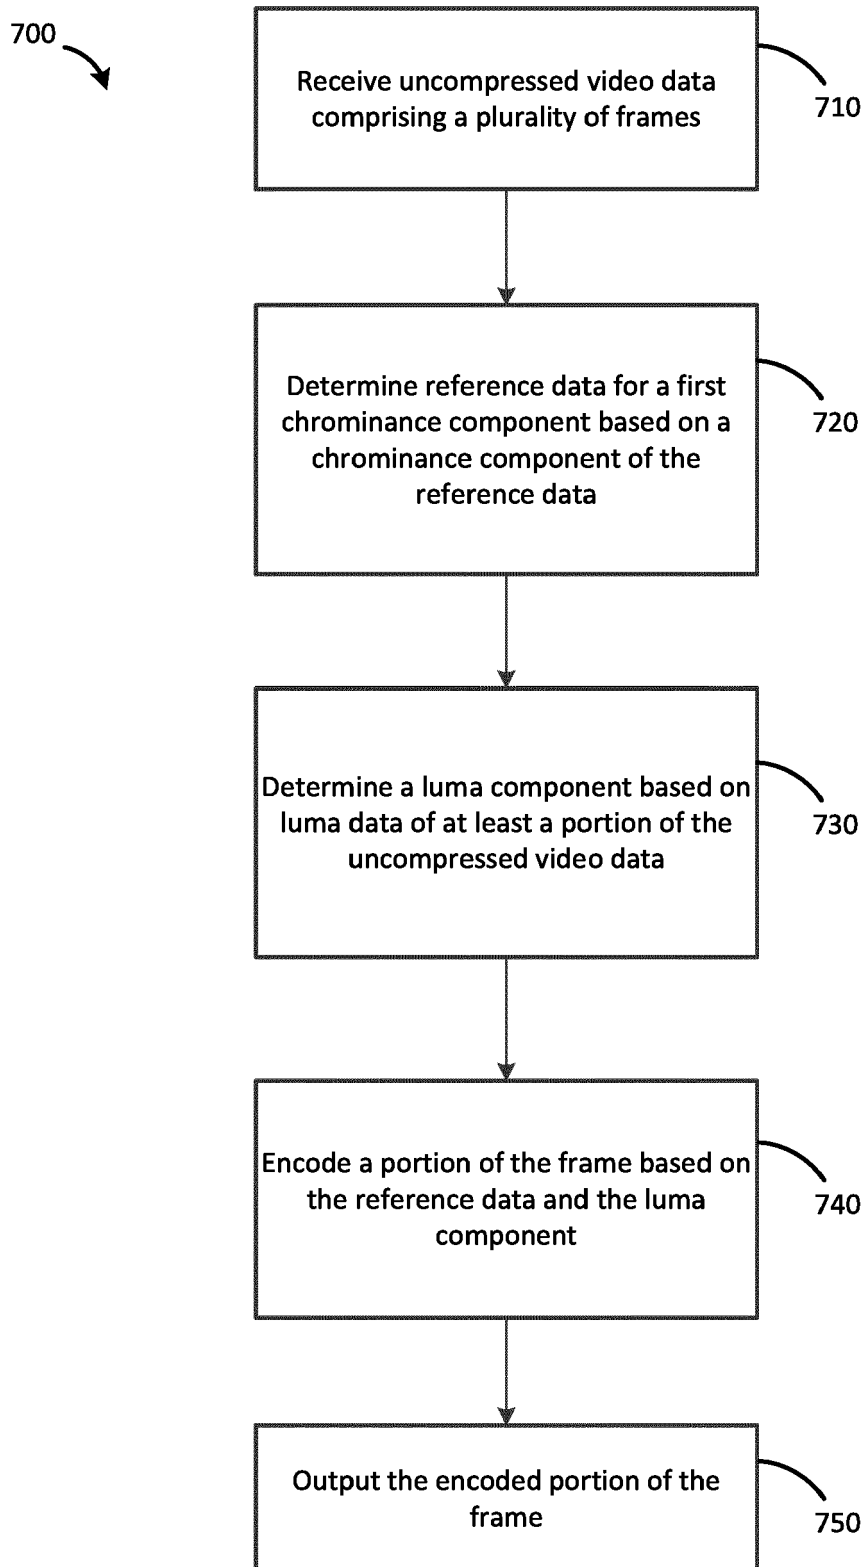 700
Receive uncompressed video data
comprising a plurality of frames
710
Determine reference data for a first
chrominance component based on a
chrominance component of the
reference data
720
Determine a luma component based on
luma data of at least a portion of the
uncompressed video data
730
Encode a portion of the frame based on
the reference data and the luma
component
740
Output the encoded portion of the
frame
750